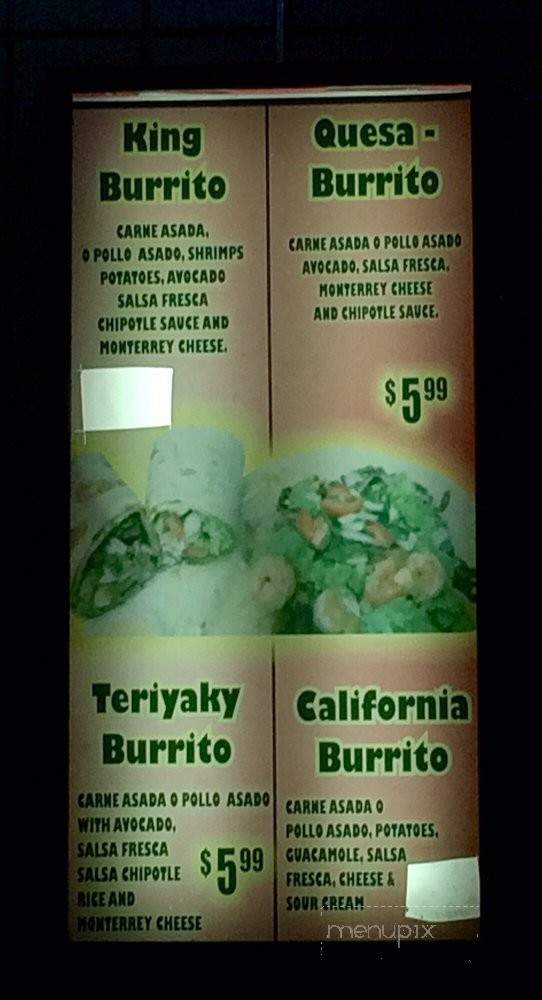 King
Burrito
CARNE ASADA,
O POLLO ASADO, SHRIMPS
POTATOES, AVOCADO
SALSA FRESCA
CHIPOTLE SAUCE AND
MONTERREY CHEESE.
Quesa -
Burrito
CARNE ASADA O POLLO ASADO
AVOCADO, SALSA FRESCA,
MONTERREY CHEESE
AND CHIPOTLE SAUCE.
$5.99
Teriyaky
Burrito
CARNE ASADA O POLLO ASADO
WITH AVOCADO,
SALSA FRESCA
SALSA CHIPOTLE
RICE AND
MONTERREY CHEESE
$5.99
California
Burrito
CARNE ASADA O
POLLO ASADO, POTATOES,
GUACAMOLE, SALSA
FRESCA, CHEESE &
SOUR CREAM
menupix